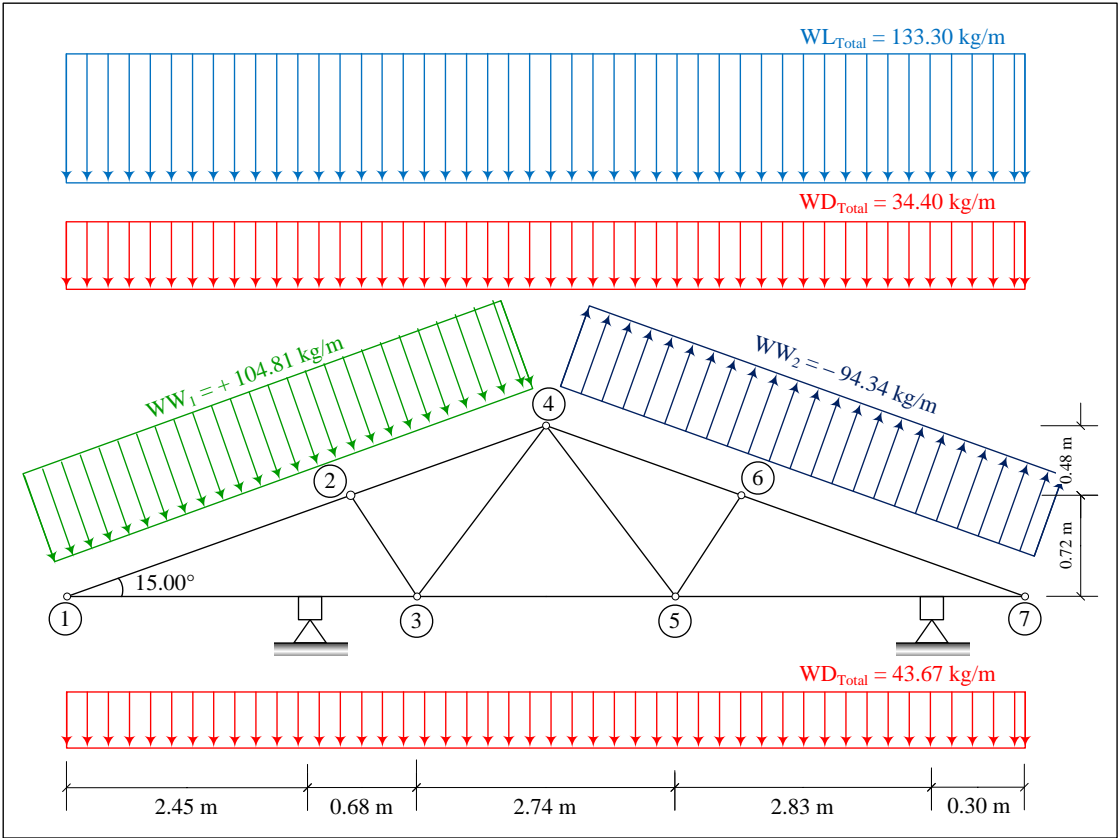 WLTotal = 133.30 kg/m
WDTotal = 34.40 kg/m
WW1 = + 104.81 kg/m
WW2 = − 94.34 kg/m
4
2
6
0.48 m
0.72 m
15.00°
1
3
5
7
WDTotal = 43.67 kg/m
2.45 m
0.68 m
2.74 m
2.83 m
0.30 m